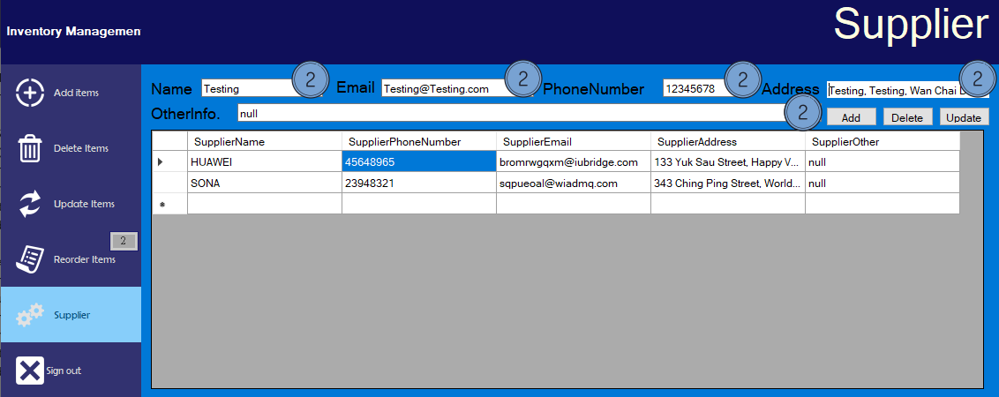 Inventory Managemen
Supplier
Add items
Delete Items
Update Items
2
Reorder Items
Supplier
Sign out
Name Testing 2 Email Testing@Testing.com 2 PhoneNumber 12345678 2 Address Testing, Testing, Wan Chai 2
OtherInfo. null 2 Add Delete Update
SupplierName SupplierPhoneNumber SupplierEmail SupplierAddress SupplierOther
HUAWEI 45648965 bromrwgqxm@iubridge.com 133 Yuk Sau Street, Happy V... null
SONA 23948321 sqpueoal@wiadmq.com 343 Ching Ping Street, World... null